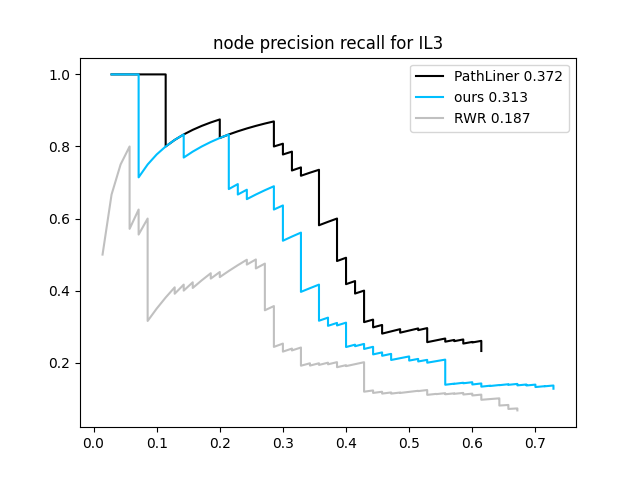 node precision recall for IL3
PathLiner 0.372
ours 0.313
RWR 0.187
1.0
0.8
0.6
0.4
0.2
0.0 0.1 0.2 0.3 0.4 0.5 0.6 0.7